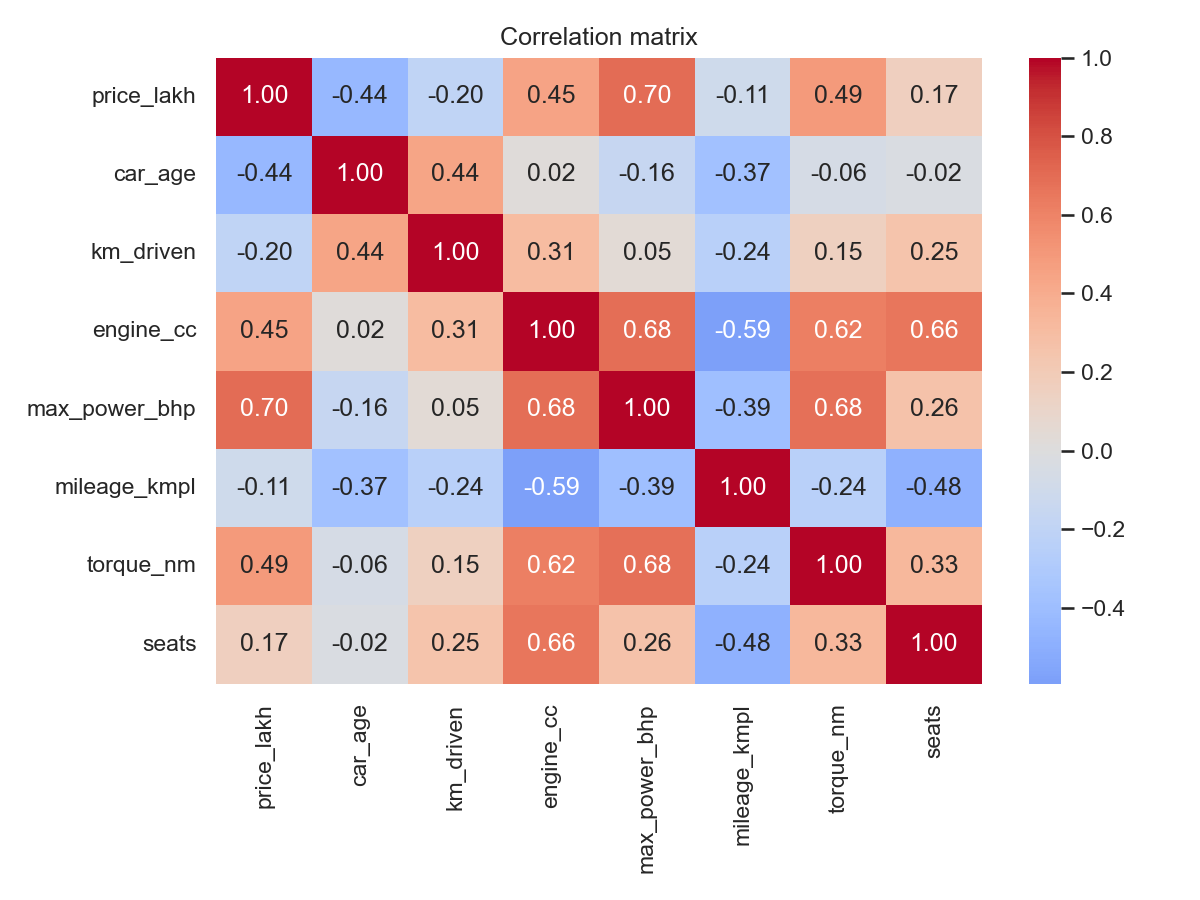 Correlation matrix
price_lakh 1.00 -0.44 -0.20 0.45 0.70 -0.11 0.49 0.17
car_age -0.44 1.00 0.44 0.02 -0.16 -0.37 -0.06 -0.02
km_driven -0.20 0.44 1.00 0.31 0.05 -0.24 0.15 0.25
engine_cc 0.45 0.02 0.31 1.00 0.68 -0.59 0.62 0.66
max_power_bhp 0.70 -0.16 0.05 0.68 1.00 -0.39 0.68 0.26
mileage_kmpl -0.11 -0.37 -0.24 -0.59 -0.39 1.00 -0.24 -0.48
torque_nm 0.49 -0.06 0.15 0.62 0.68 -0.24 1.00 0.33
seats 0.17 -0.02 0.25 0.66 0.26 -0.48 0.33 1.00
price_lakh car_age km_driven engine_cc max_power_bhp mileage_kmpl torque_nm seats
1.0
0.8
0.6
0.4
0.2
0.0
−0.2
−0.4